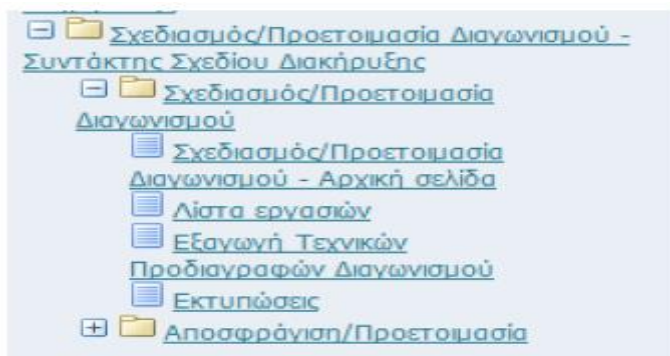 Σχεδιασμός/Προετοιμασία Διαγωνισμού -
Συντάκτης Σχεδίου Διακήρυξης
Σχεδιασμός/Προετοιμασία
Διαγωνισμού
Σχεδιασμός/Προετοιμασία
Διαγωνισμού - Αρχική σελίδα
Λίστα εργασιών
Εξαγωγή Τεχνικών
Προδιαγραφών Διαγωνισμού
Εκτυπώσεις
Αποσφράγιση/Προετοιμασία